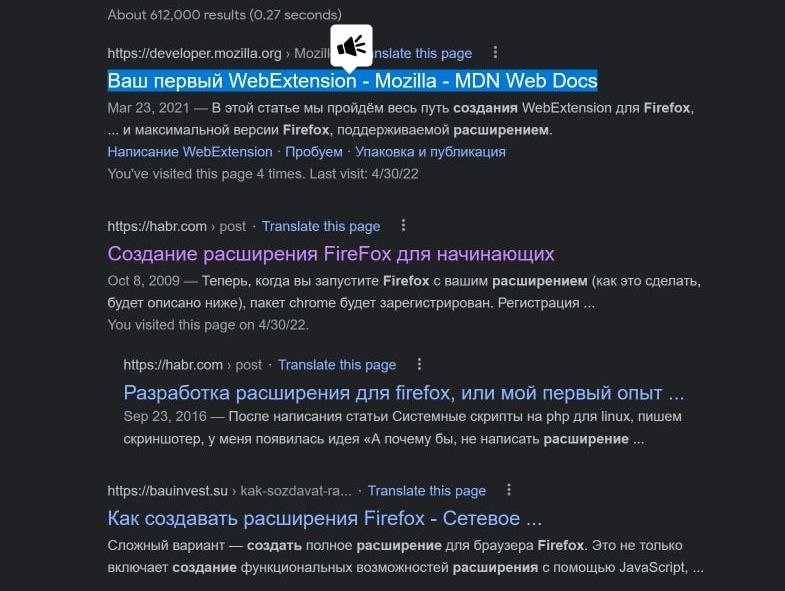 About 612,000 results (0.27 seconds)
https://developer.mozilla.org › Mozil nslate this page
Ваш первый WebExtension - Mozilla - MDN Web Docs
Mar 23, 2021 — В этой статье мы пройдём весь путь создания WebExtension для Firefox,
... и максимальной версии Firefox, поддерживаемой расширением.
Написание WebExtension · Пробуем · Упаковка и публикация
You've visited this page 4 times. Last visit: 4/30/22
https://habr.com › post · Translate this page
Создание расширения FireFox для начинающих
Oct 8, 2009 — Теперь, когда вы запустите Firefox с вашим расширением (как это сделать,
будет описано ниже), пакет chrome будет зарегистрирован. Регистрация ...
You visited this page on 4/30/22.
https://habr.com › post · Translate this page
Разработка расширения для firefox, или мой первый опыт ...
Sep 23, 2016 — После написания статьи Системные скрипты на php для linux, пишем
скриншотер, у меня появилась идея «А почему бы, не написать расширение ...
https://bauinvest.su › kak-sozdavat-ra... · Translate this page
Как создавать расширения Firefox - Сетевое ...
Сложный вариант — создать полное расширение для браузера Firefox. Это не только
включает создание функциональных возможностей расширения с помощью JavaScript, ...